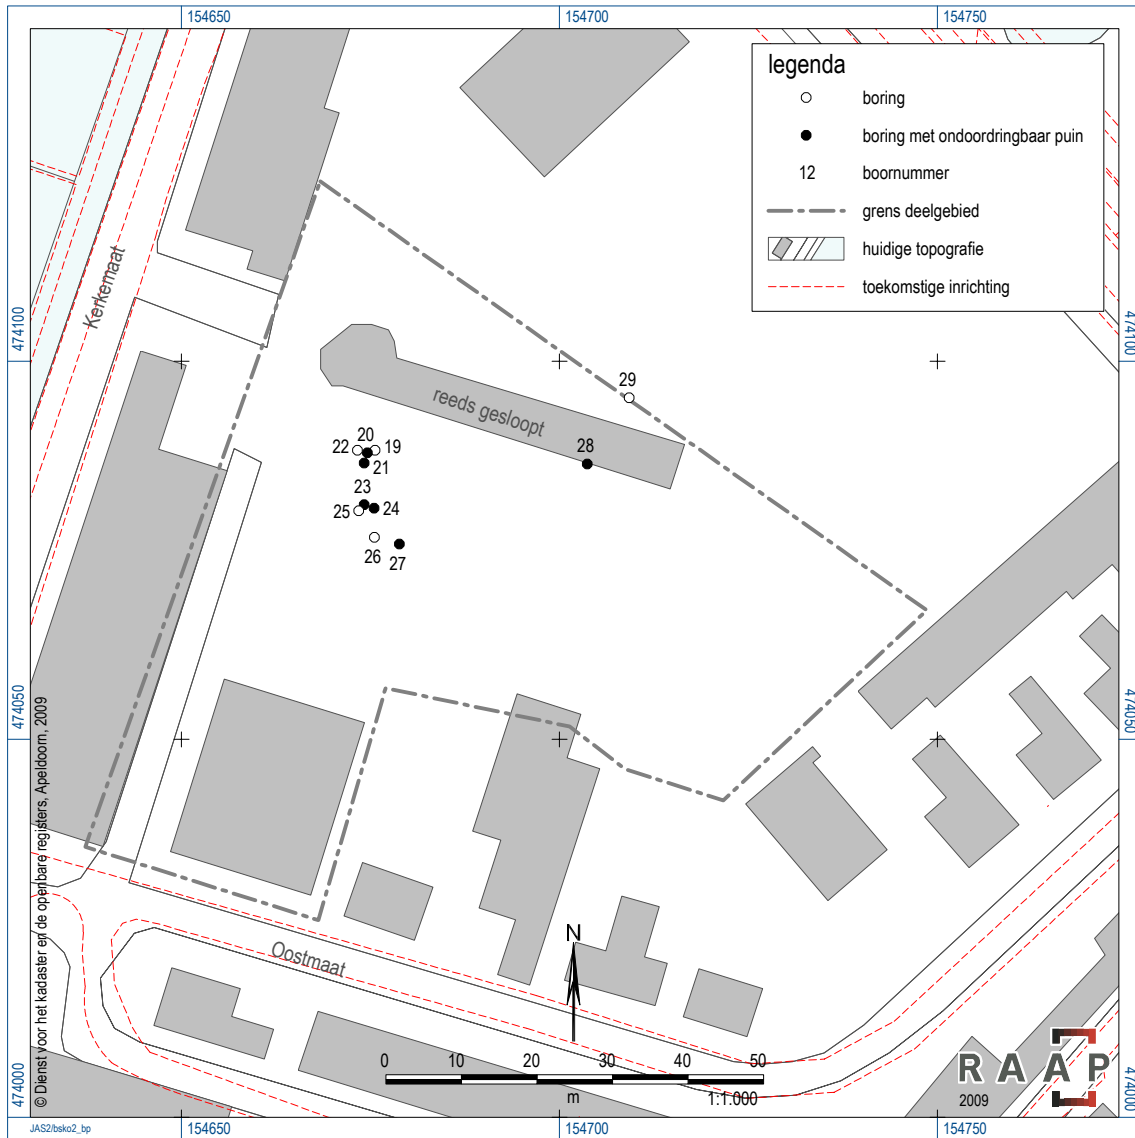 154650
154700
154750
legenda
boring
boring met ondoordringbaar puin
12 boornummer
grens deelgebied
huidige topografie
toekomstige inrichting
Kerkemaat
474100
474100
reeds gesloopt
29
28
22
20
19
21
23
25
24
26
27
474050
474050
© Dienst voor het kadaster en de openbare registers, Apeldoorn, 2009
Oostmaat
N
0 10 20 30 40 50
m 1:1.000
RAAP
2009
474000
474000
JAS2/bsko2_bp
154650
154700
154750